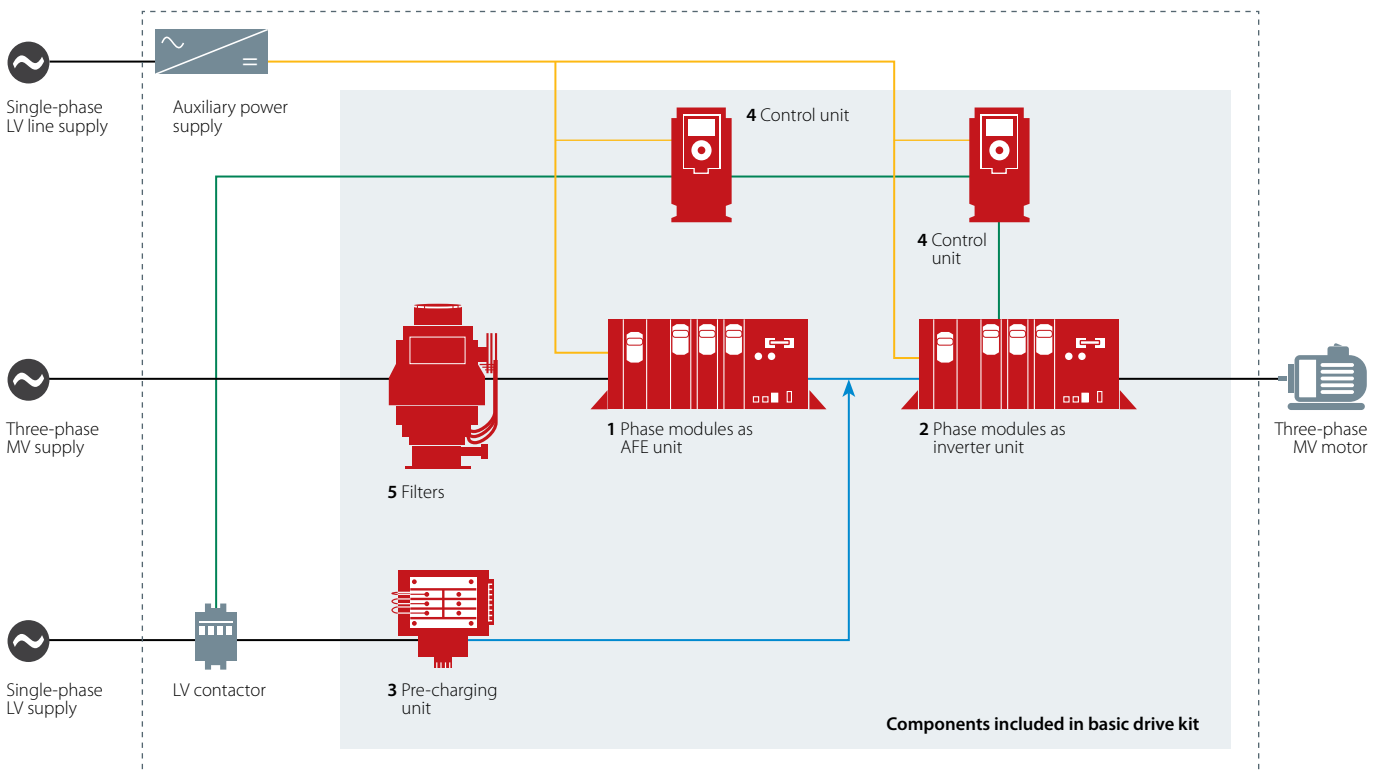 Single-phase
LV line supply
Auxiliary power
supply
4 Control unit
4 Control
unit
Three-phase
MV supply
5 Filters
1 Phase modules as
AFE unit
2 Phase modules as
inverter unit
Three-phase
MV motor
Single-phase
LV supply
LV contactor
3 Pre-charging
unit
Components included in basic drive kit